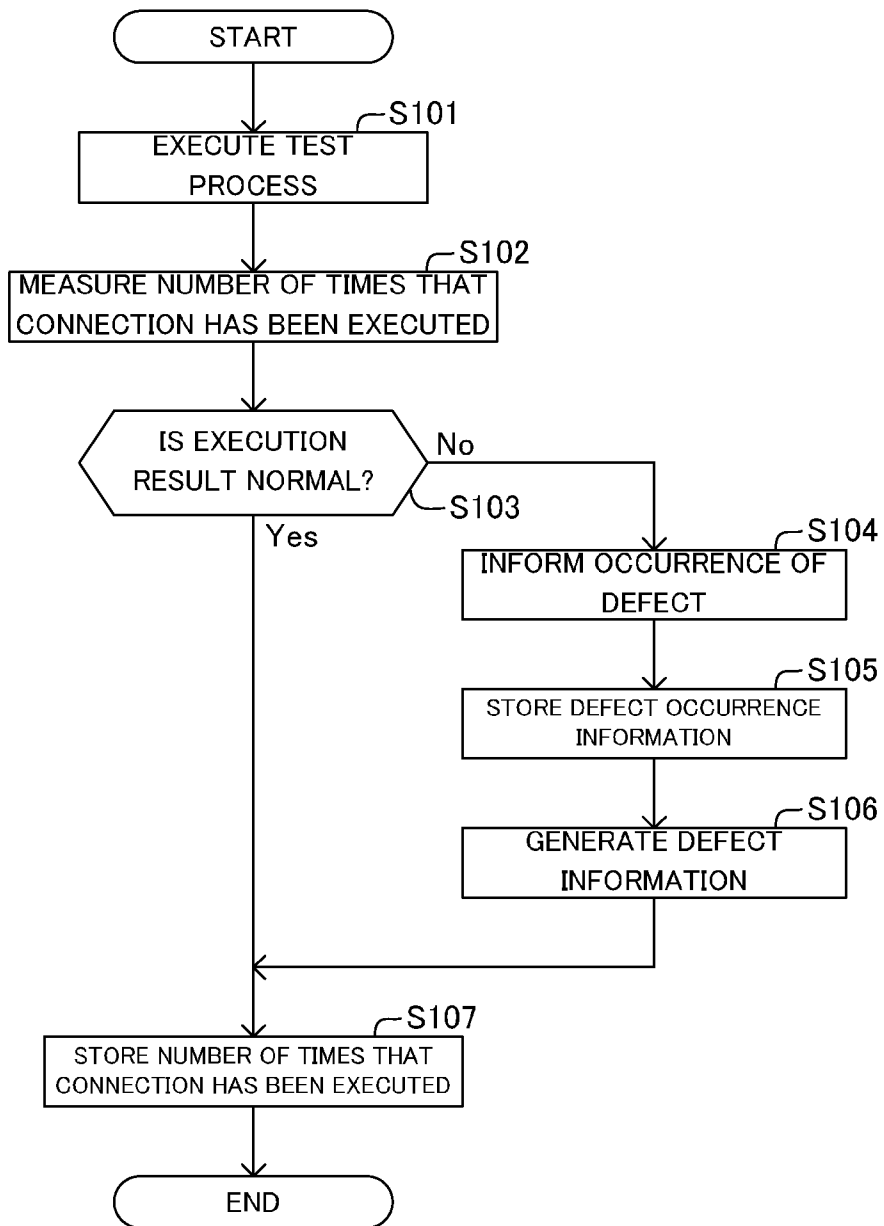 START
S101
EXECUTE TEST
PROCESS
S102
MEASURE NUMBER OF TIMES THAT
CONNECTION HAS BEEN EXECUTED
IS EXECUTION
RESULT NORMAL?
No
S103
Yes
S104
INFORM OCCURRENCE OF
DEFECT
S105
STORE DEFECT OCCURRENCE
INFORMATION
S106
GENERATE DEFECT
INFORMATION
S107
STORE NUMBER OF TIMES THAT
CONNECTION HAS BEEN EXECUTED
END